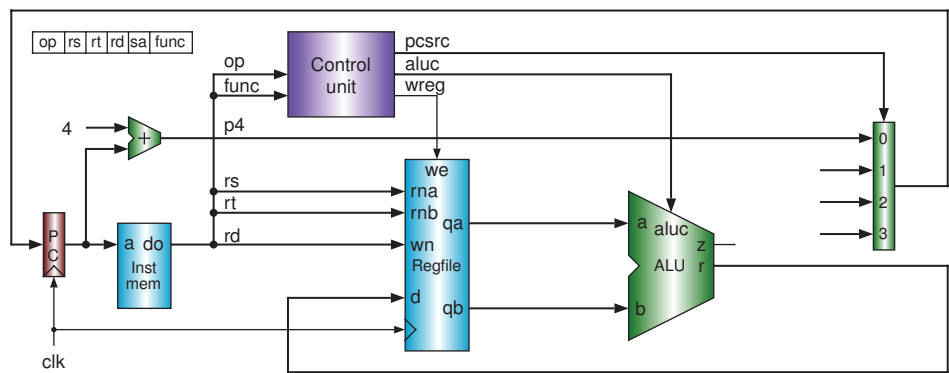 op rs rt rd sa func
Control
unit
op
func
pcsrc
aluc
wreg
4
+
p4
0
1
2
3
we
rs
rna
rt
rnb
rd
wn
qa
Regfile
d
qb
P
C
a do
Inst
mem
a
aluc
z
ALU
r
b
clk